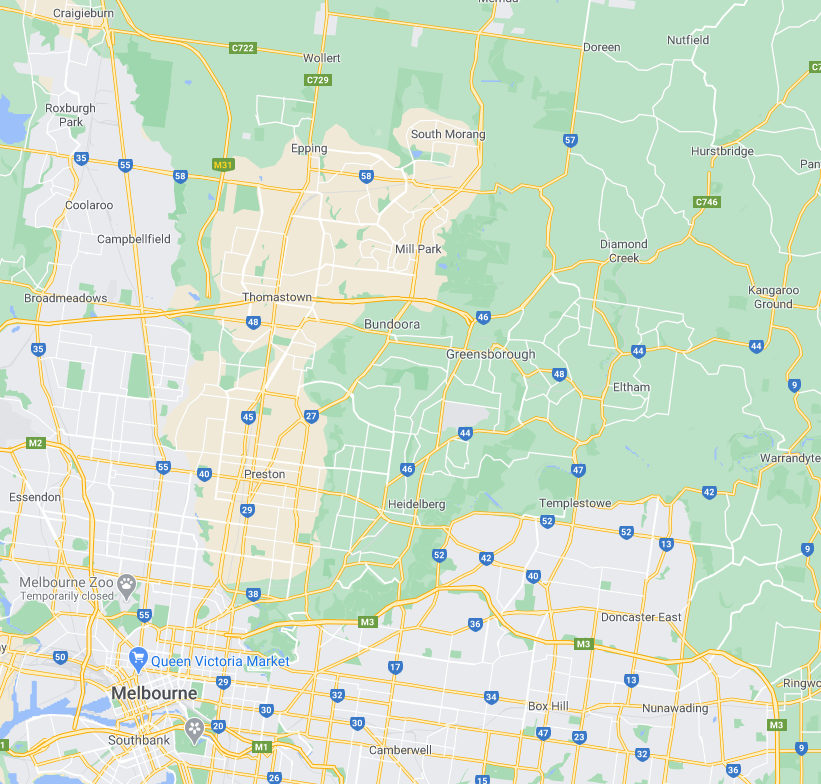 Mernda
Craigieburn
Nutfield
C722
Doreen
Wollert
C7
C729
Roxburgh
Park
South Morang
57
Epping
Hurstbridge
35
55
M31
58
58
Pan
Coolaroo
C746
Campbellfield
Mill Park
Diamond
Creek
Broadmeadows
Thomastown
Kangaroo
Ground
48
Bundoora
46
35
Greensborough
44
44
48
Eltham
9
45
27
44
M2
55
40
Preston
46
47
Warrandyte
Essendon
29
Heidelberg
Templestowe
42
52
52
13
52
42
9
Melbourne Zoo
Temporarily closed
40
38
55
M3
36
Doncaster East
M3
50
Queen Victoria Market
17
29
13
Ringwo
Melbourne
32
34
30
Box Hill
Nunawading
20
30
M3
Southbank
M1
Camberwell
47
23
32
9
1
26
15
36